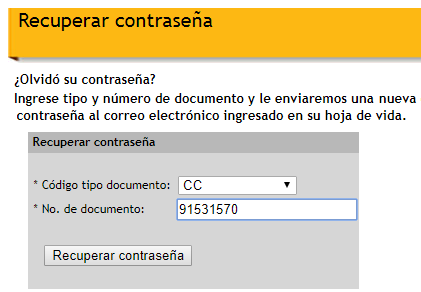 Recuperar contraseña
¿Olvidó su contraseña?
Ingrese tipo y número de documento y le enviaremos una nueva
contraseña al correo electrónico ingresado en su hoja de vida.
Recuperar contraseña
* Código tipo documento: CC
* No. de documento: 91531570
Recuperar contraseña